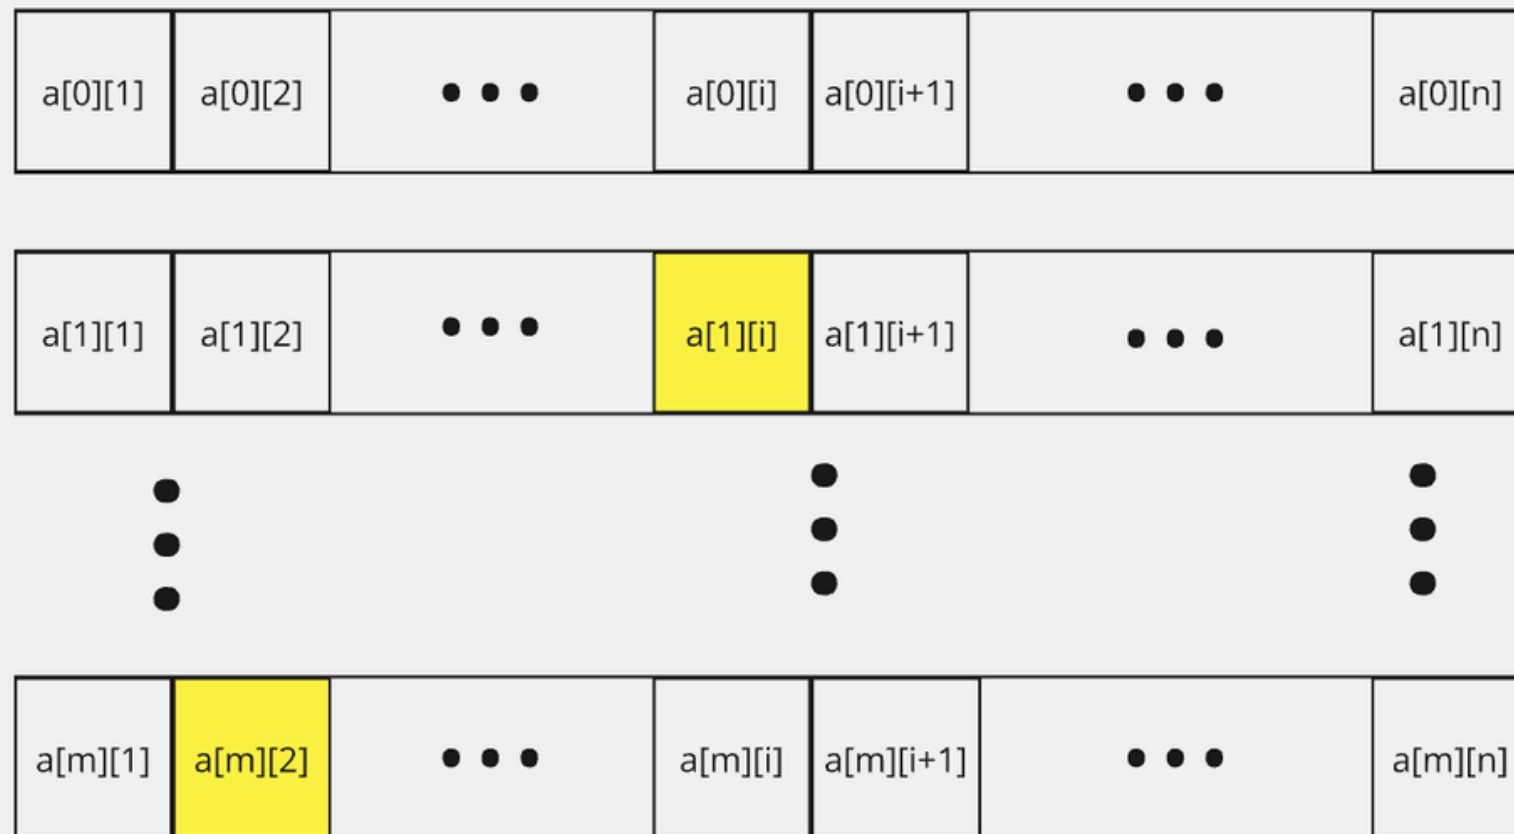 a[0][1] a[0][2] ••• a[0][i] a[0][i+1] ••• a[0][n]
a[1][1] a[1][2] ••• a[1][i] a[1][i+1] ••• a[1][n]
a[m][1] a[m][2] ••• a[m][i] a[m][i+1] ••• a[m][n]